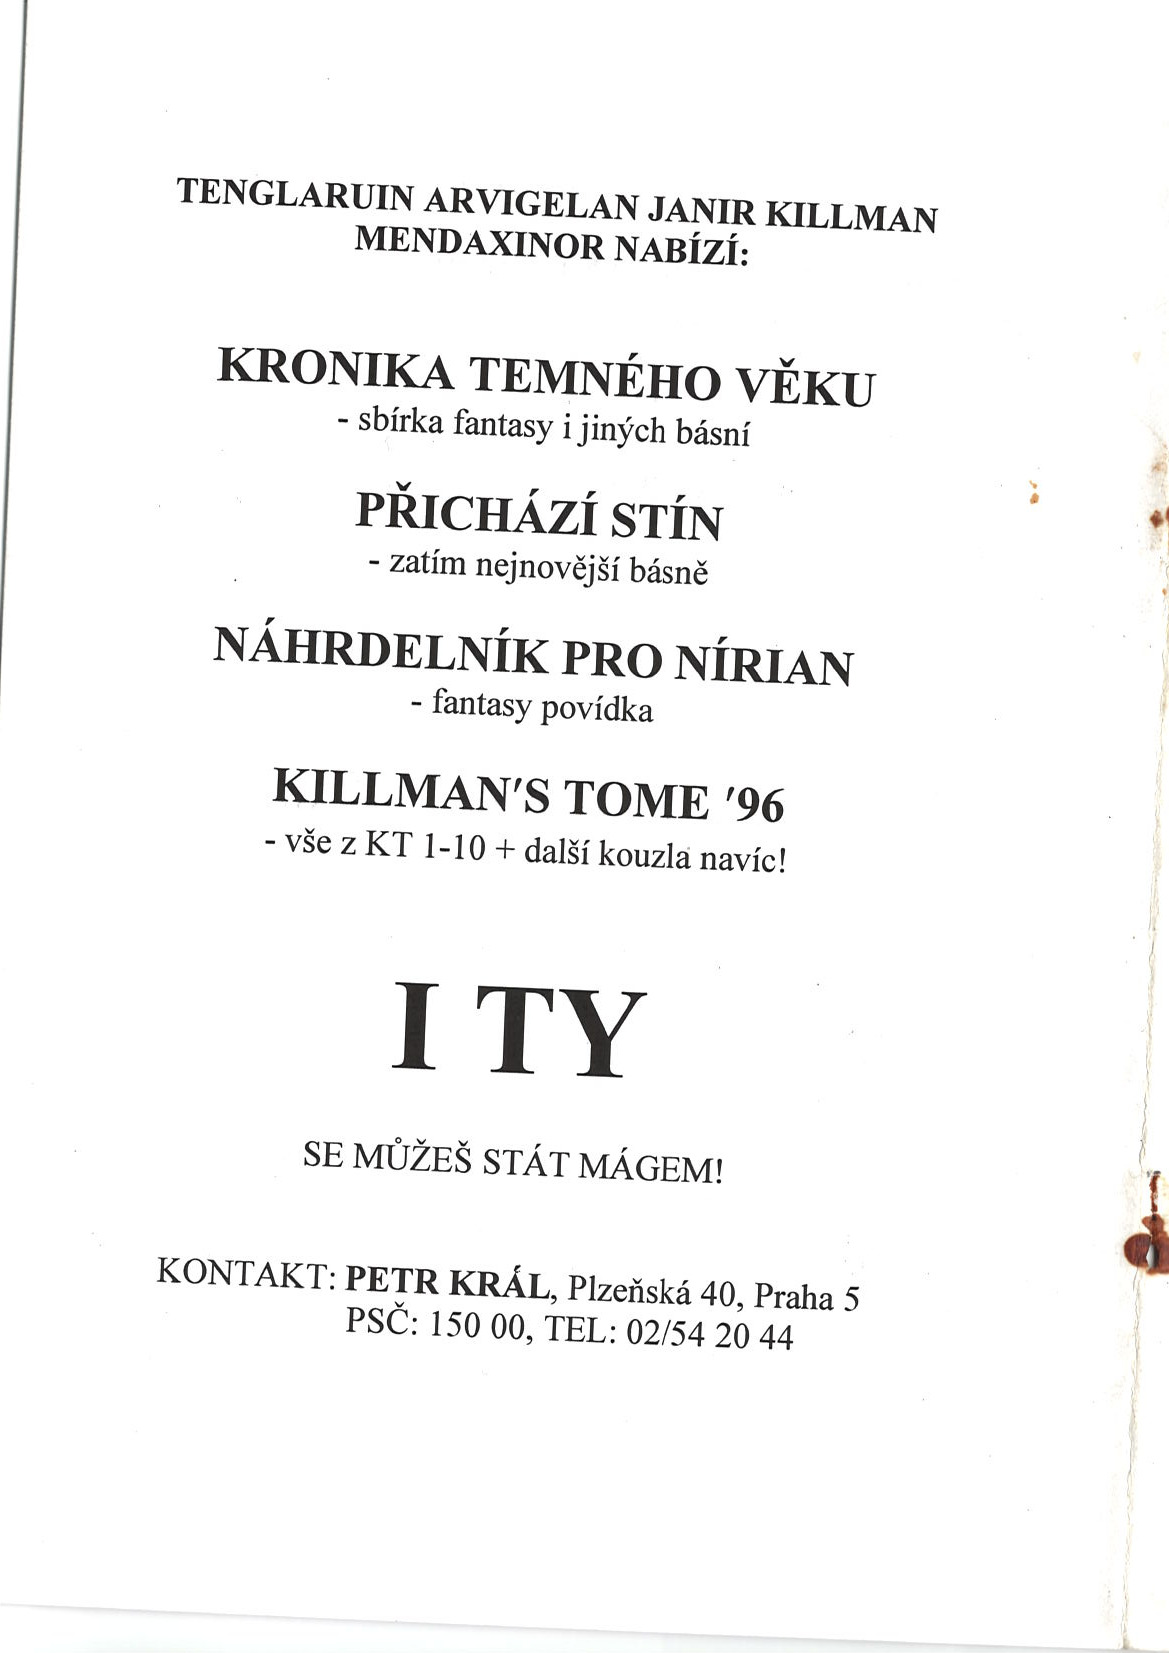 TENGLARUIN ARVIGELAN JANIR KILLMAN
MENDAXINOR NABÍZÍ:
KRONIKA TEMNÉHO VĚKU
- sbírka fantasy i jiných básní
PŘICHÁZÍ STÍN
- zatím nejnovější básně
NÁHRDELNÍK PRO NÍRIAN
- fantasy povídka
KILLMAN'S TOME '96
- vše z KT 1-10 + další kouzla navíc!
I TY
SE MŮŽEŠ STÁT MÁGEM!
KONTAKT: PETR KRÁL, Plzeňská 40, Praha 5
PSČ: 150 00, TEL: 02/54 20 44